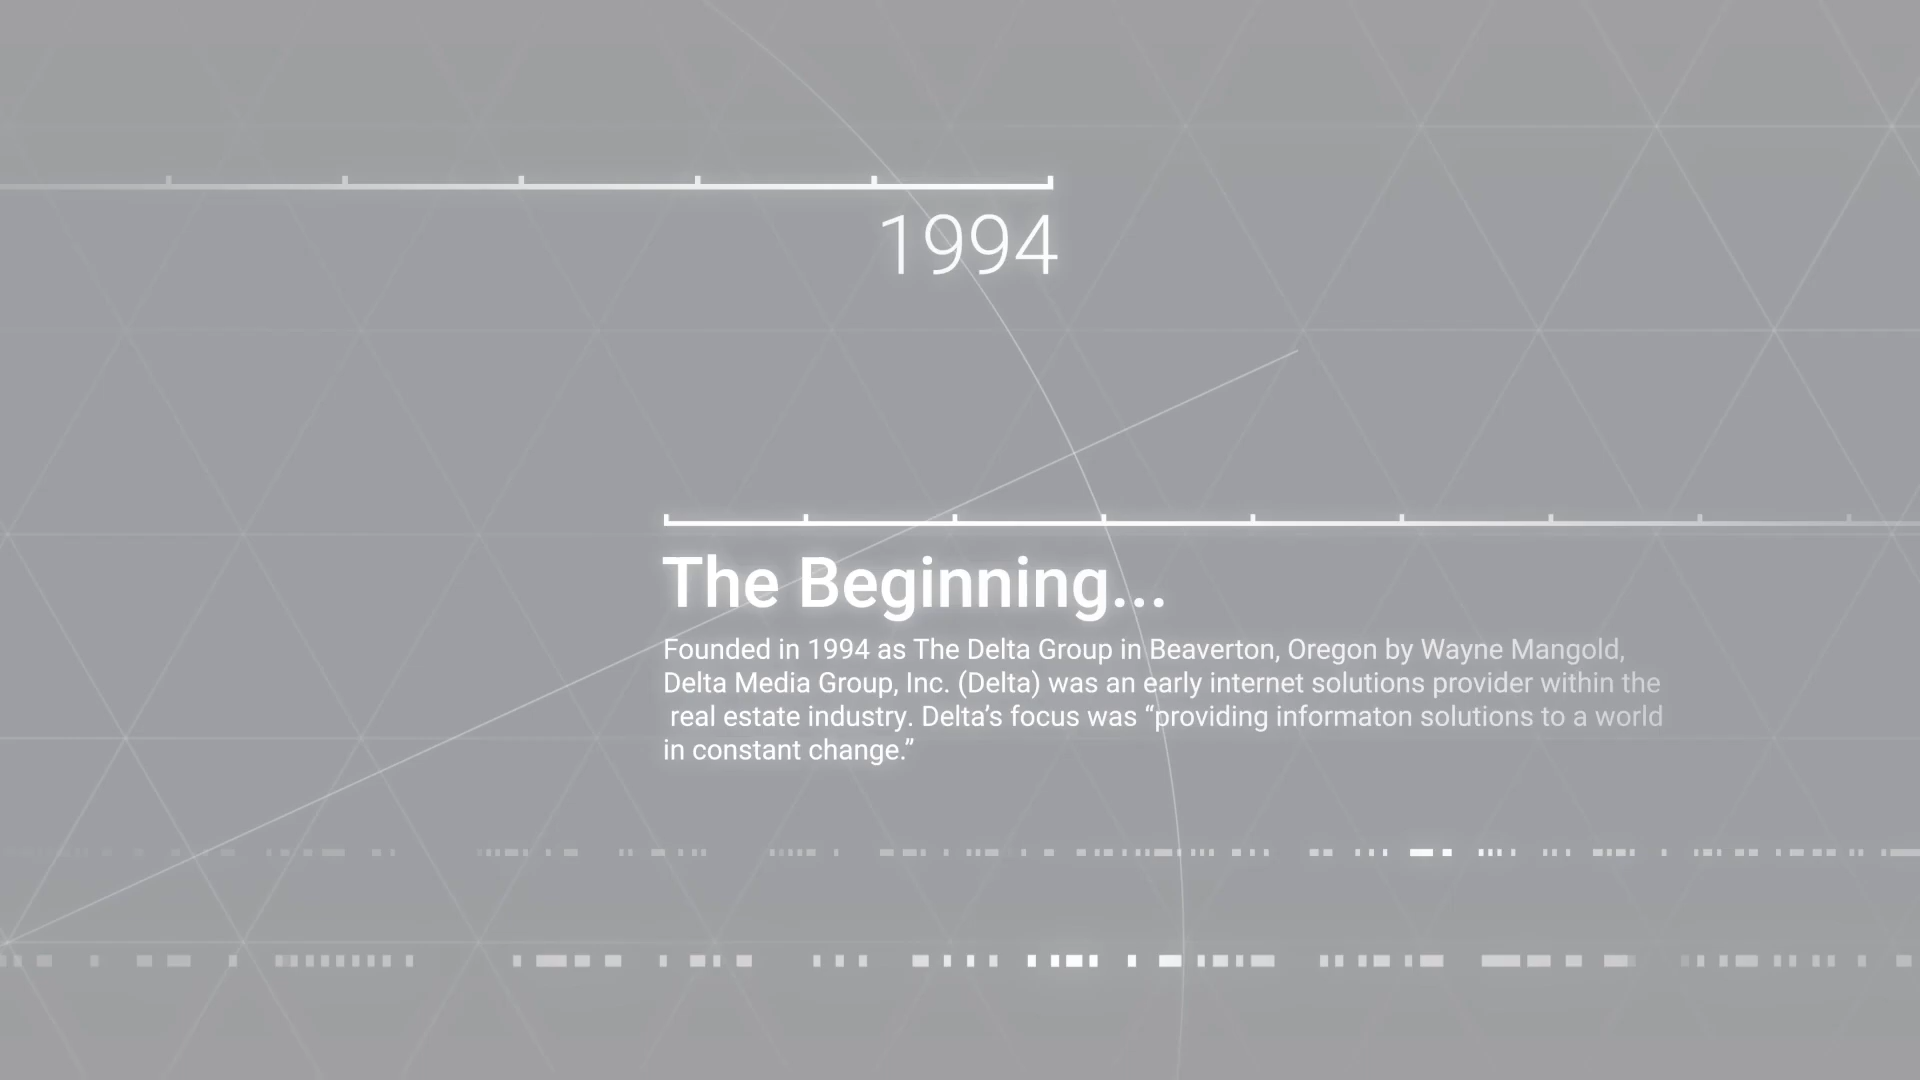 1994
The Beginning...
Founded in 1994 as The Delta Group in Beaverton, Oregon by Wayne Mangold,
Delta Media Group, Inc. (Delta) was an early internet solutions provider within the
real estate industry. Delta’s focus was “providing informaton solutions to a world
in constant change.”